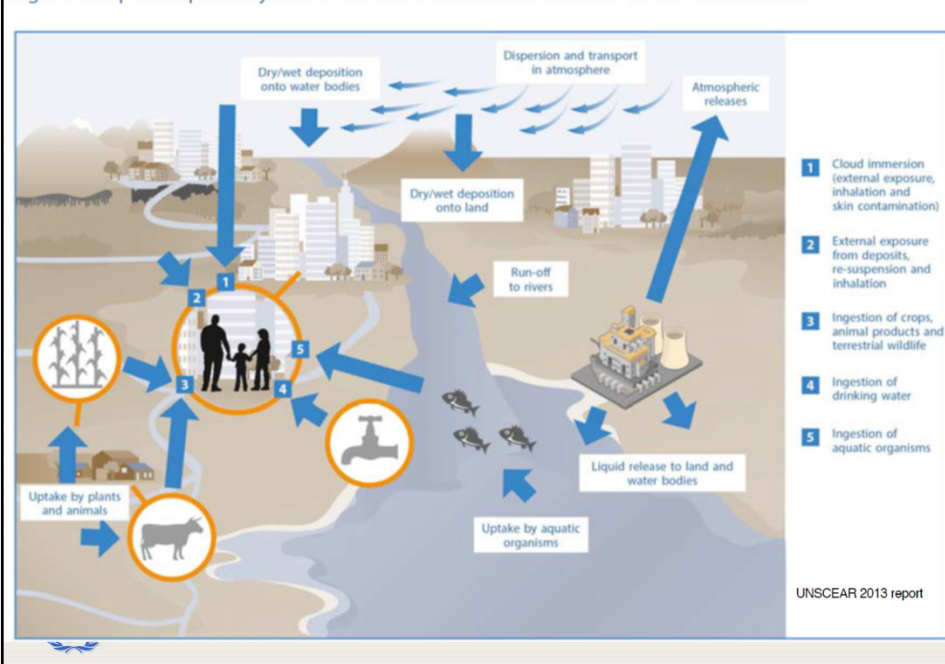 Dry/wet deposition
onto water bodies
Dispersion and transport
in atmosphere
Atmospheric
releases
Dry/wet deposition
onto land
Run-off
to rivers
1
2
3
4
5
Uptake by plants
and animals
Liquid release to land and
water bodies
Uptake by aquatic
organisms
1 Cloud immersion
(external exposure,
inhalation and
skin contamination)
2 External exposure
from deposits,
re-suspension and
inhalation
3 Ingestion of crops,
animal products and
terrestrial wildlife
4 Ingestion of
drinking water
5 Ingestion of
aquatic organisms
UNSCEAR 2013 report